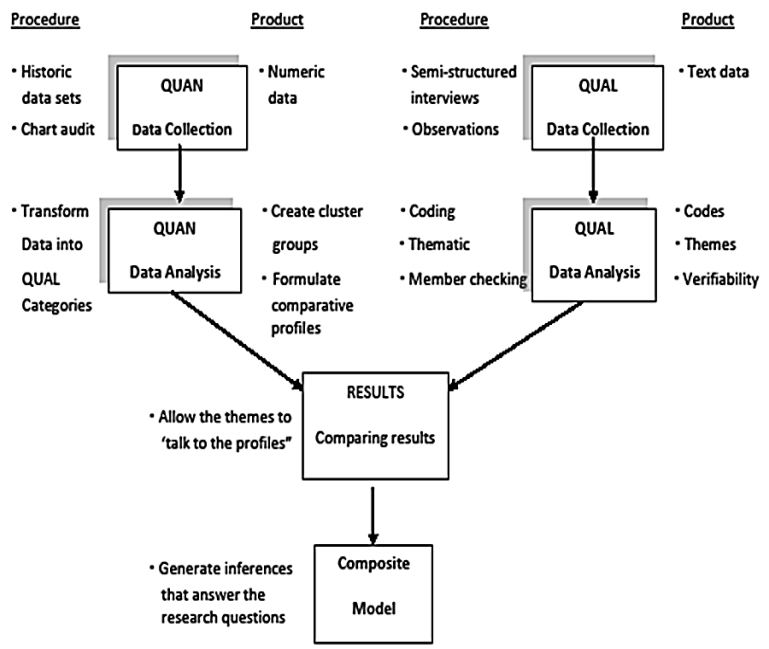 Procedure
Product
Procedure
Product
• Historic
data sets
• Chart audit
QUAN
Data Collection
• Numeric
data
• Semi-structured
interviews
• Observations
QUAL
Data Collection
• Text data
• Transform
Data into
QUAL
Categories
QUAN
Data Analysis
• Create cluster
groups
• Formulate
comparative
profiles
• Coding
• Thematic
• Member checking
QUAL
Data Analysis
• Codes
• Themes
• Verifiability
• Allow the themes to
‘talk to the profiles”
RESULTS
Comparing results
• Generate inferences
that answer the
research questions
Composite
Model